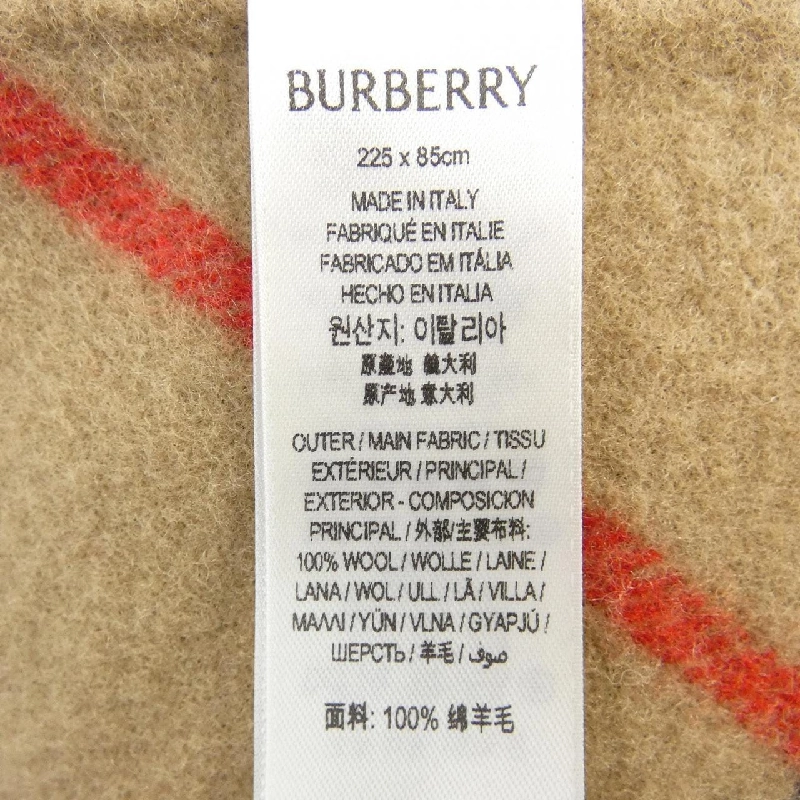 BURBERRY
225 x 85cm
MADE IN ITALY
FABRIQUÉ EN ITALIE
FABRICADO EM ITÁLIA
HECHO EN ITALIA
원산지: 이탈리아
原產地 義大利
原产地 意大利
OUTER / MAIN FABRIC / TISSU
EXTÉRIEUR / PRINCIPAL /
EXTERIOR - COMPOSICION
PRINCIPAL / 外部/主要布料:
100% WOOL / WOLLE / LAINE /
LANA / WOL / ULL / LÃ / VILLA /
ΜΑΛΛΙ / YÜN / VLNA / GYAPJÚ /
ШЕРСТЬ / 羊毛 / صوف
面料: 100% 绵羊毛